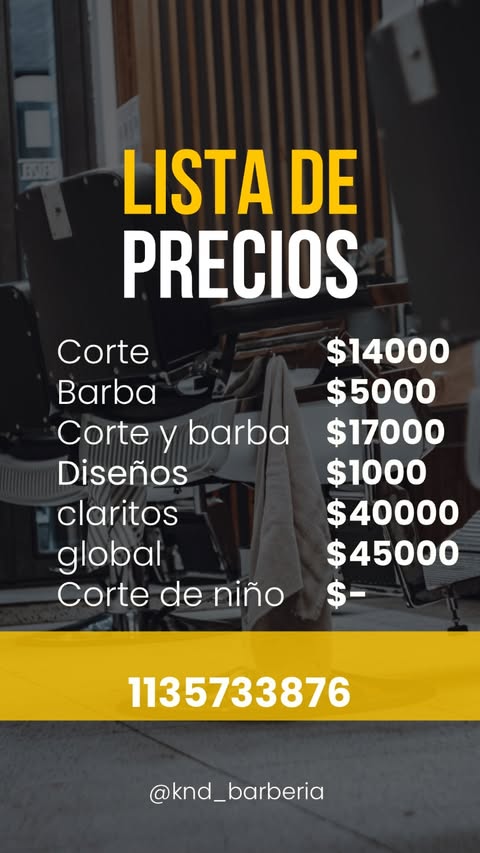 LISTA DE
PRECIOS
Corte $14000
Barba $5000
Corte y barba $17000
Diseños $1000
claritos $40000
global $45000
Corte de niño $-
1135733876
@knd_barberia